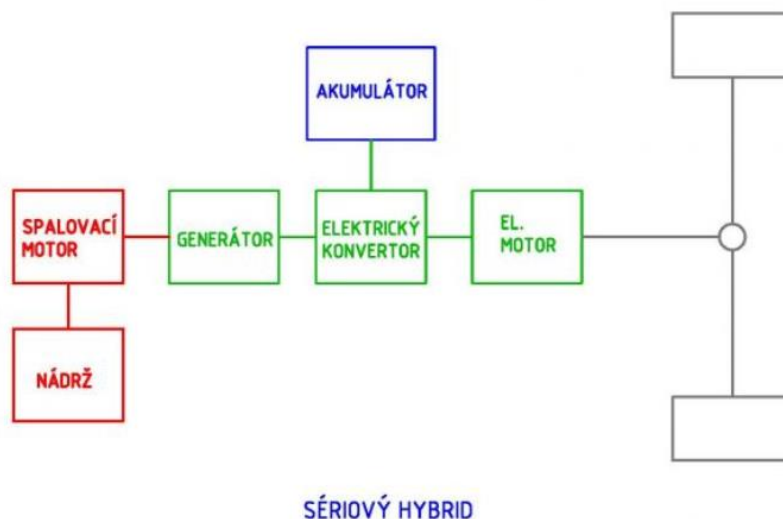 AKUMULÁTOR
SPALOVACÍ
MOTOR
GENERÁTOR
ELEKTRICKÝ
KONVERTOR
EL.
MOTOR
NÁDRŽ
SÉRIOVÝ HYBRID